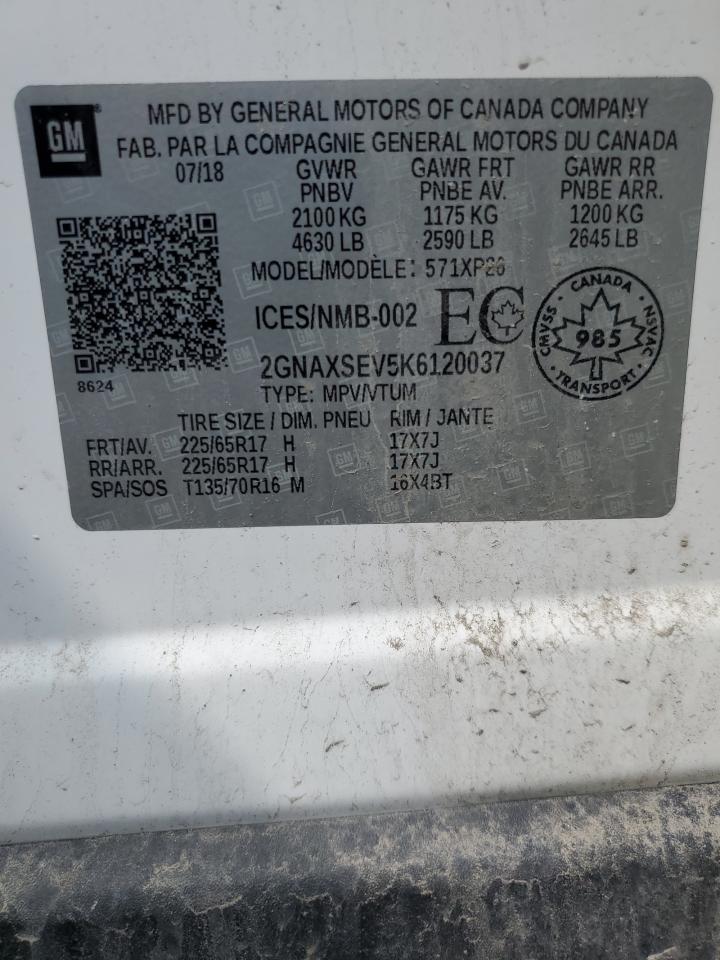 GM ®
MFD BY GENERAL MOTORS OF CANADA COMPANY
FAB. PAR LA COMPAGNIE GENERAL MOTORS DU CANADA
07/18 GVWR GAWR FRT GAWR RR
PNBV PNBE AV. PNBE ARR.
2100 KG 1175 KG 1200 KG
4630 LB 2590 LB 2645 LB
MODEL/MODÈLE: 571XP26
ICES/NMB-002 EC
CANADA
CMVSS 985 NSVAC
TRANSPORT
2GNAXSEV5K6120037
8624
TYPE: MPV/VTUM
TIRE SIZE / DIM. PNEU RIM / JANTE
FRT/AV. 225/65R17 H 17X7J
RR/ARR. 225/65R17 H 17X7J
SPA/SOS T135/70R16 M 16X4BT